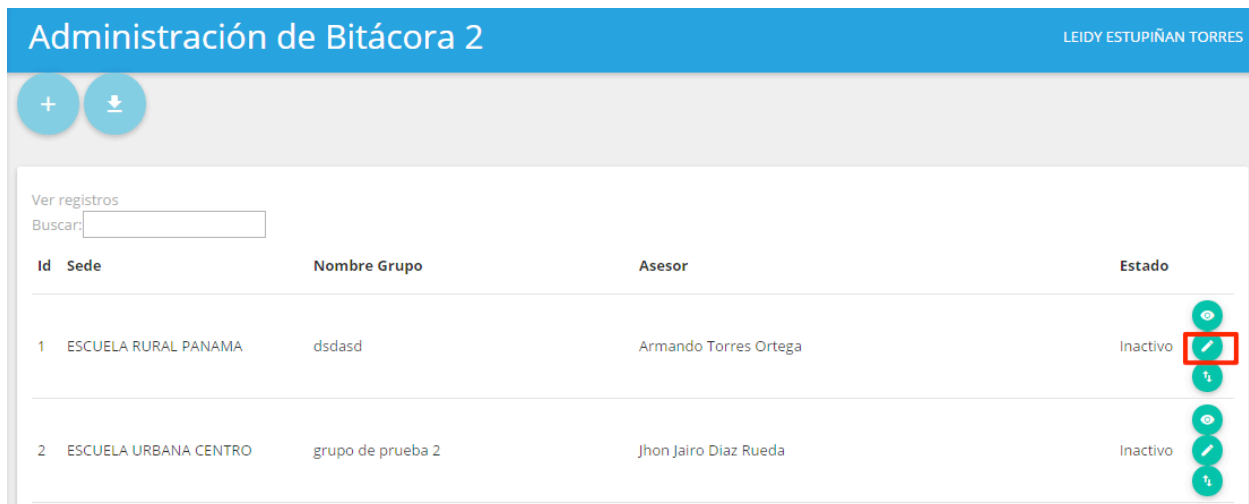 Administración de Bitácora 2
LEIDY ESTUPIÑAN TORRES
Ver registros
Buscar:
Id Sede Nombre Grupo Asesor Estado
1 ESCUELA RURAL PANAMA dsdasd Armando Torres Ortega Inactivo
2 ESCUELA URBANA CENTRO grupo de prueba 2 Jhon Jairo Diaz Rueda Inactivo